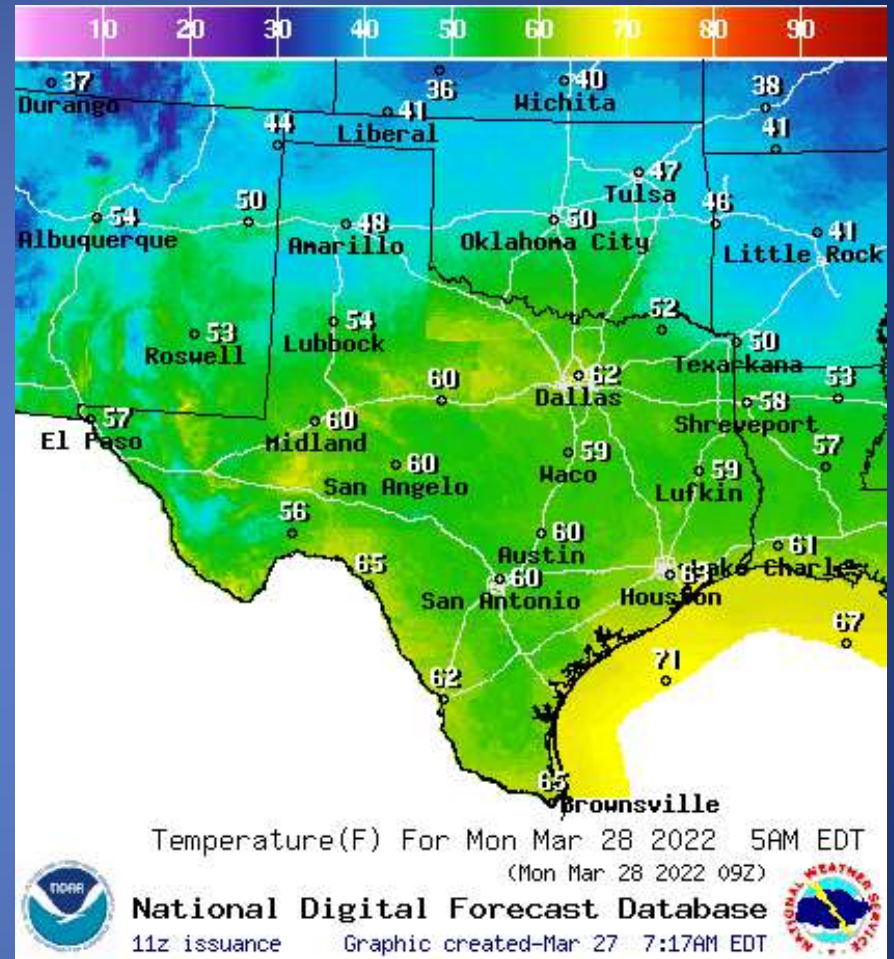 10 20 30 40 50 60 70 80 90
37
Durango
36
40
Wichita
38
41
Liberal
44
41
47
Tulsa
54
Albuquerque
50
48
Amarillo
50
Oklahoma City
46
41
Little Rock
53
Roswell
54
Lubbock
52
50
Texarkana
62
Dallas
60
58
Shreveport
53
57
El Paso
60
Midland
60
San Angelo
59
Waco
59
Lufkin
57
56
60
Austin
61
Lake Charles
65
60
San Antonio
63
Houston
67
71
62
65
Brownsville
Temperature(F) For Mon Mar 28 2022 5AM EDT
(Mon Mar 28 2022 09Z)
NOAA
National Digital Forecast Database
11z issuance Graphic created-Mar 27 7:17AM EDT
NATIONAL WEATHER SERVICE